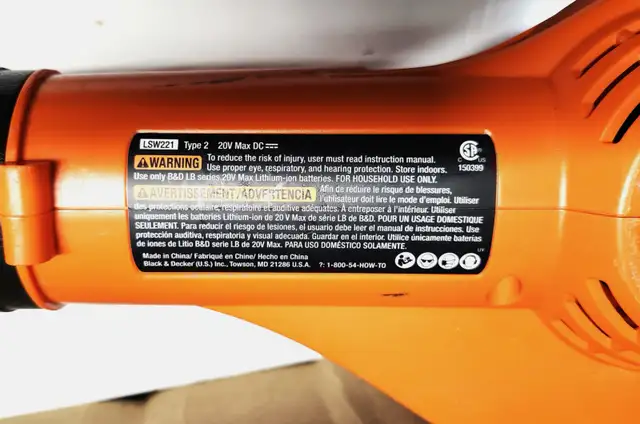 LSW221 Type 2 20V Max DC
WARNING To reduce the risk of injury, user must read instruction manual.
Use proper eye, respiratory, and hearing protection. Store indoors.
Use only B&D LB series 20V Max Lithium-ion batteries. FOR HOUSEHOLD USE ONLY.
AVERTISSEMENT/ADVERTENCIA Afin de réduire le risque de blessures,
l'utilisateur doit lire le mode d'emploi. Utiliser
des protections oculaire, respiratoire et auditive adéquates. À entreposer à l'intérieur. Utiliser
uniquement les batteries Lithium-ion de 20 V Max de série LB de B&D. POUR UN USAGE DOMESTIQUE
SEULEMENT. Para reducir el riesgo de lesiones, el usuario debe leer el manual de instrucciones. Use
protección auditiva, respiratoria y visual adecuada. Guardar en el interior. Utilice únicamente baterías
de iones de Litio B&D serie LB de 20V Max. PARA USO DOMÉSTICO SOLAMENTE.
Made in China/ Fabriqué en Chine/ Hecho en China
Black & Decker (U.S.) Inc., Towson, MD 21286 U.S.A. ?: 1-800-54-HOW-TO
C US
150399
UV